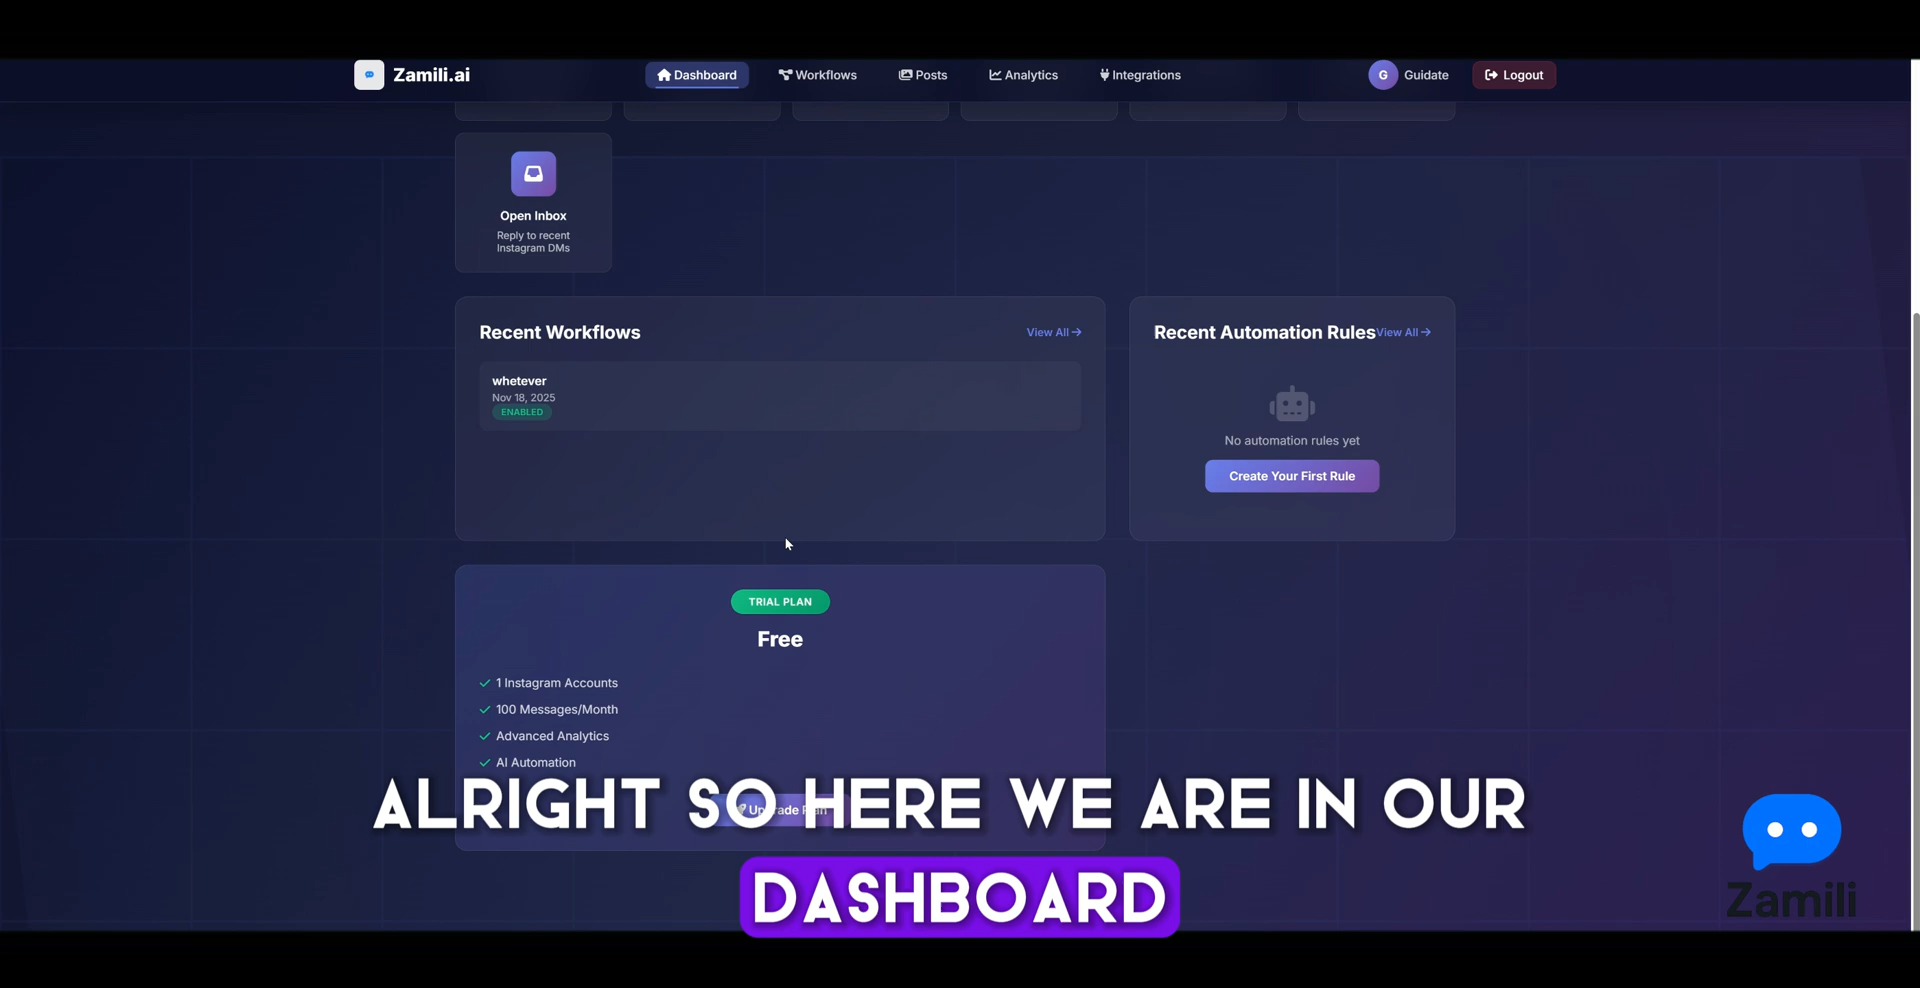 Zamili.ai
Dashboard
Workflows
Posts
Analytics
Integrations
G
Guidate
Logout
Open Inbox
Reply to recent
Instagram DMs
Recent Workflows
View All →
whetever
Nov 18, 2025
ENABLED
Recent Automation Rules
View All →
No automation rules yet
Create Your First Rule
TRIAL PLAN
Free
✓ 1 Instagram Accounts
✓ 100 Messages/Month
✓ Advanced Analytics
✓ AI Automation
Upgrade Plan
ALRIGHT SO HERE WE ARE IN OUR
DASHBOARD
Zamili